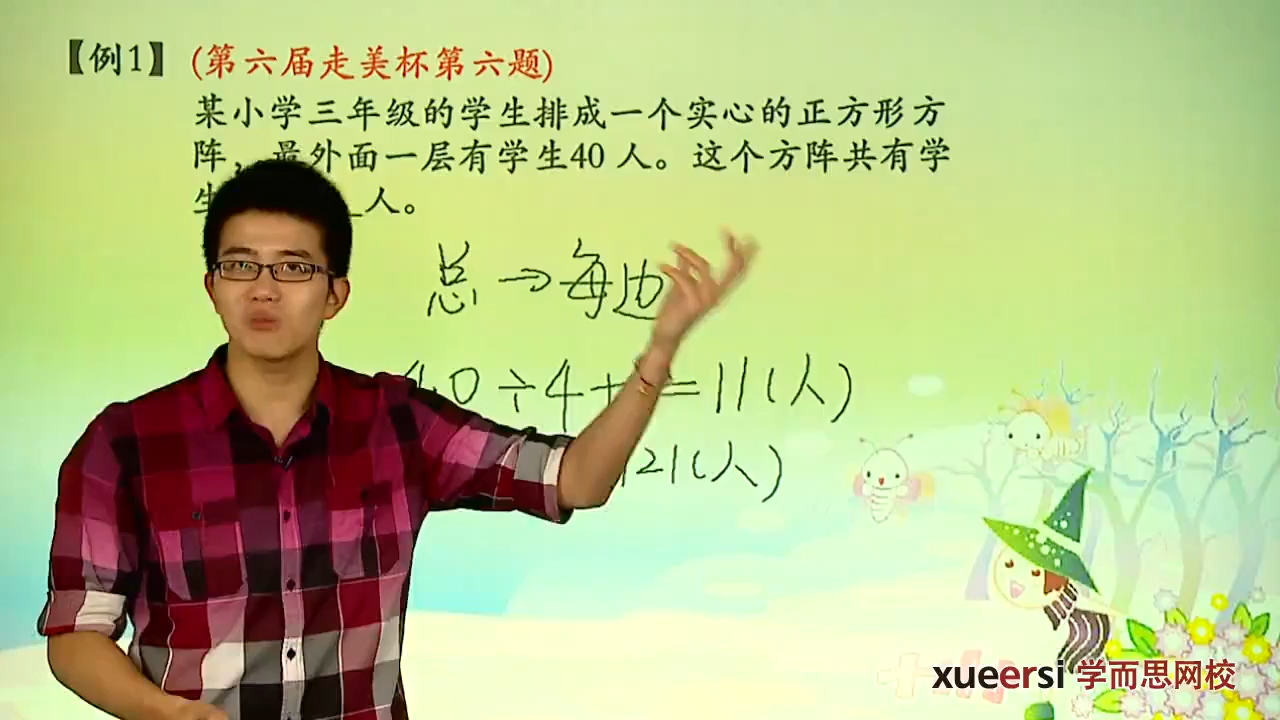 【例1】 (第六届走美杯第六题)
某小学三年级的学生排成一个实心的正方形方
阵，最外面一层有学生40 人。这个方阵共有学
生 人。
总→每边
40÷4+ =11(人)
121(人)
xueersi 学而思网校